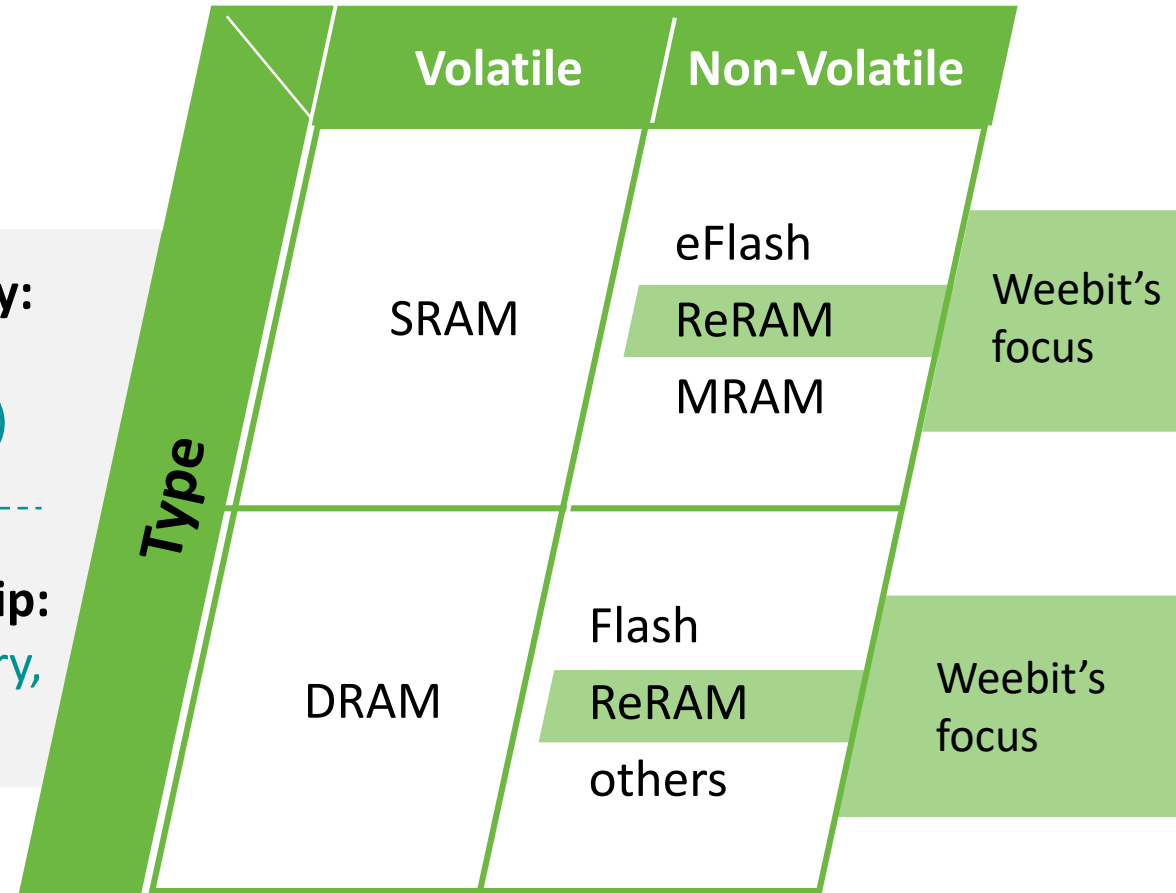 Volatile
Non-Volatile
Type
y:
ip:
ry,
SRAM
eFlash
ReRAM
MRAM
Weebit's
focus
DRAM
Flash
ReRAM
others
Weebit's
focus